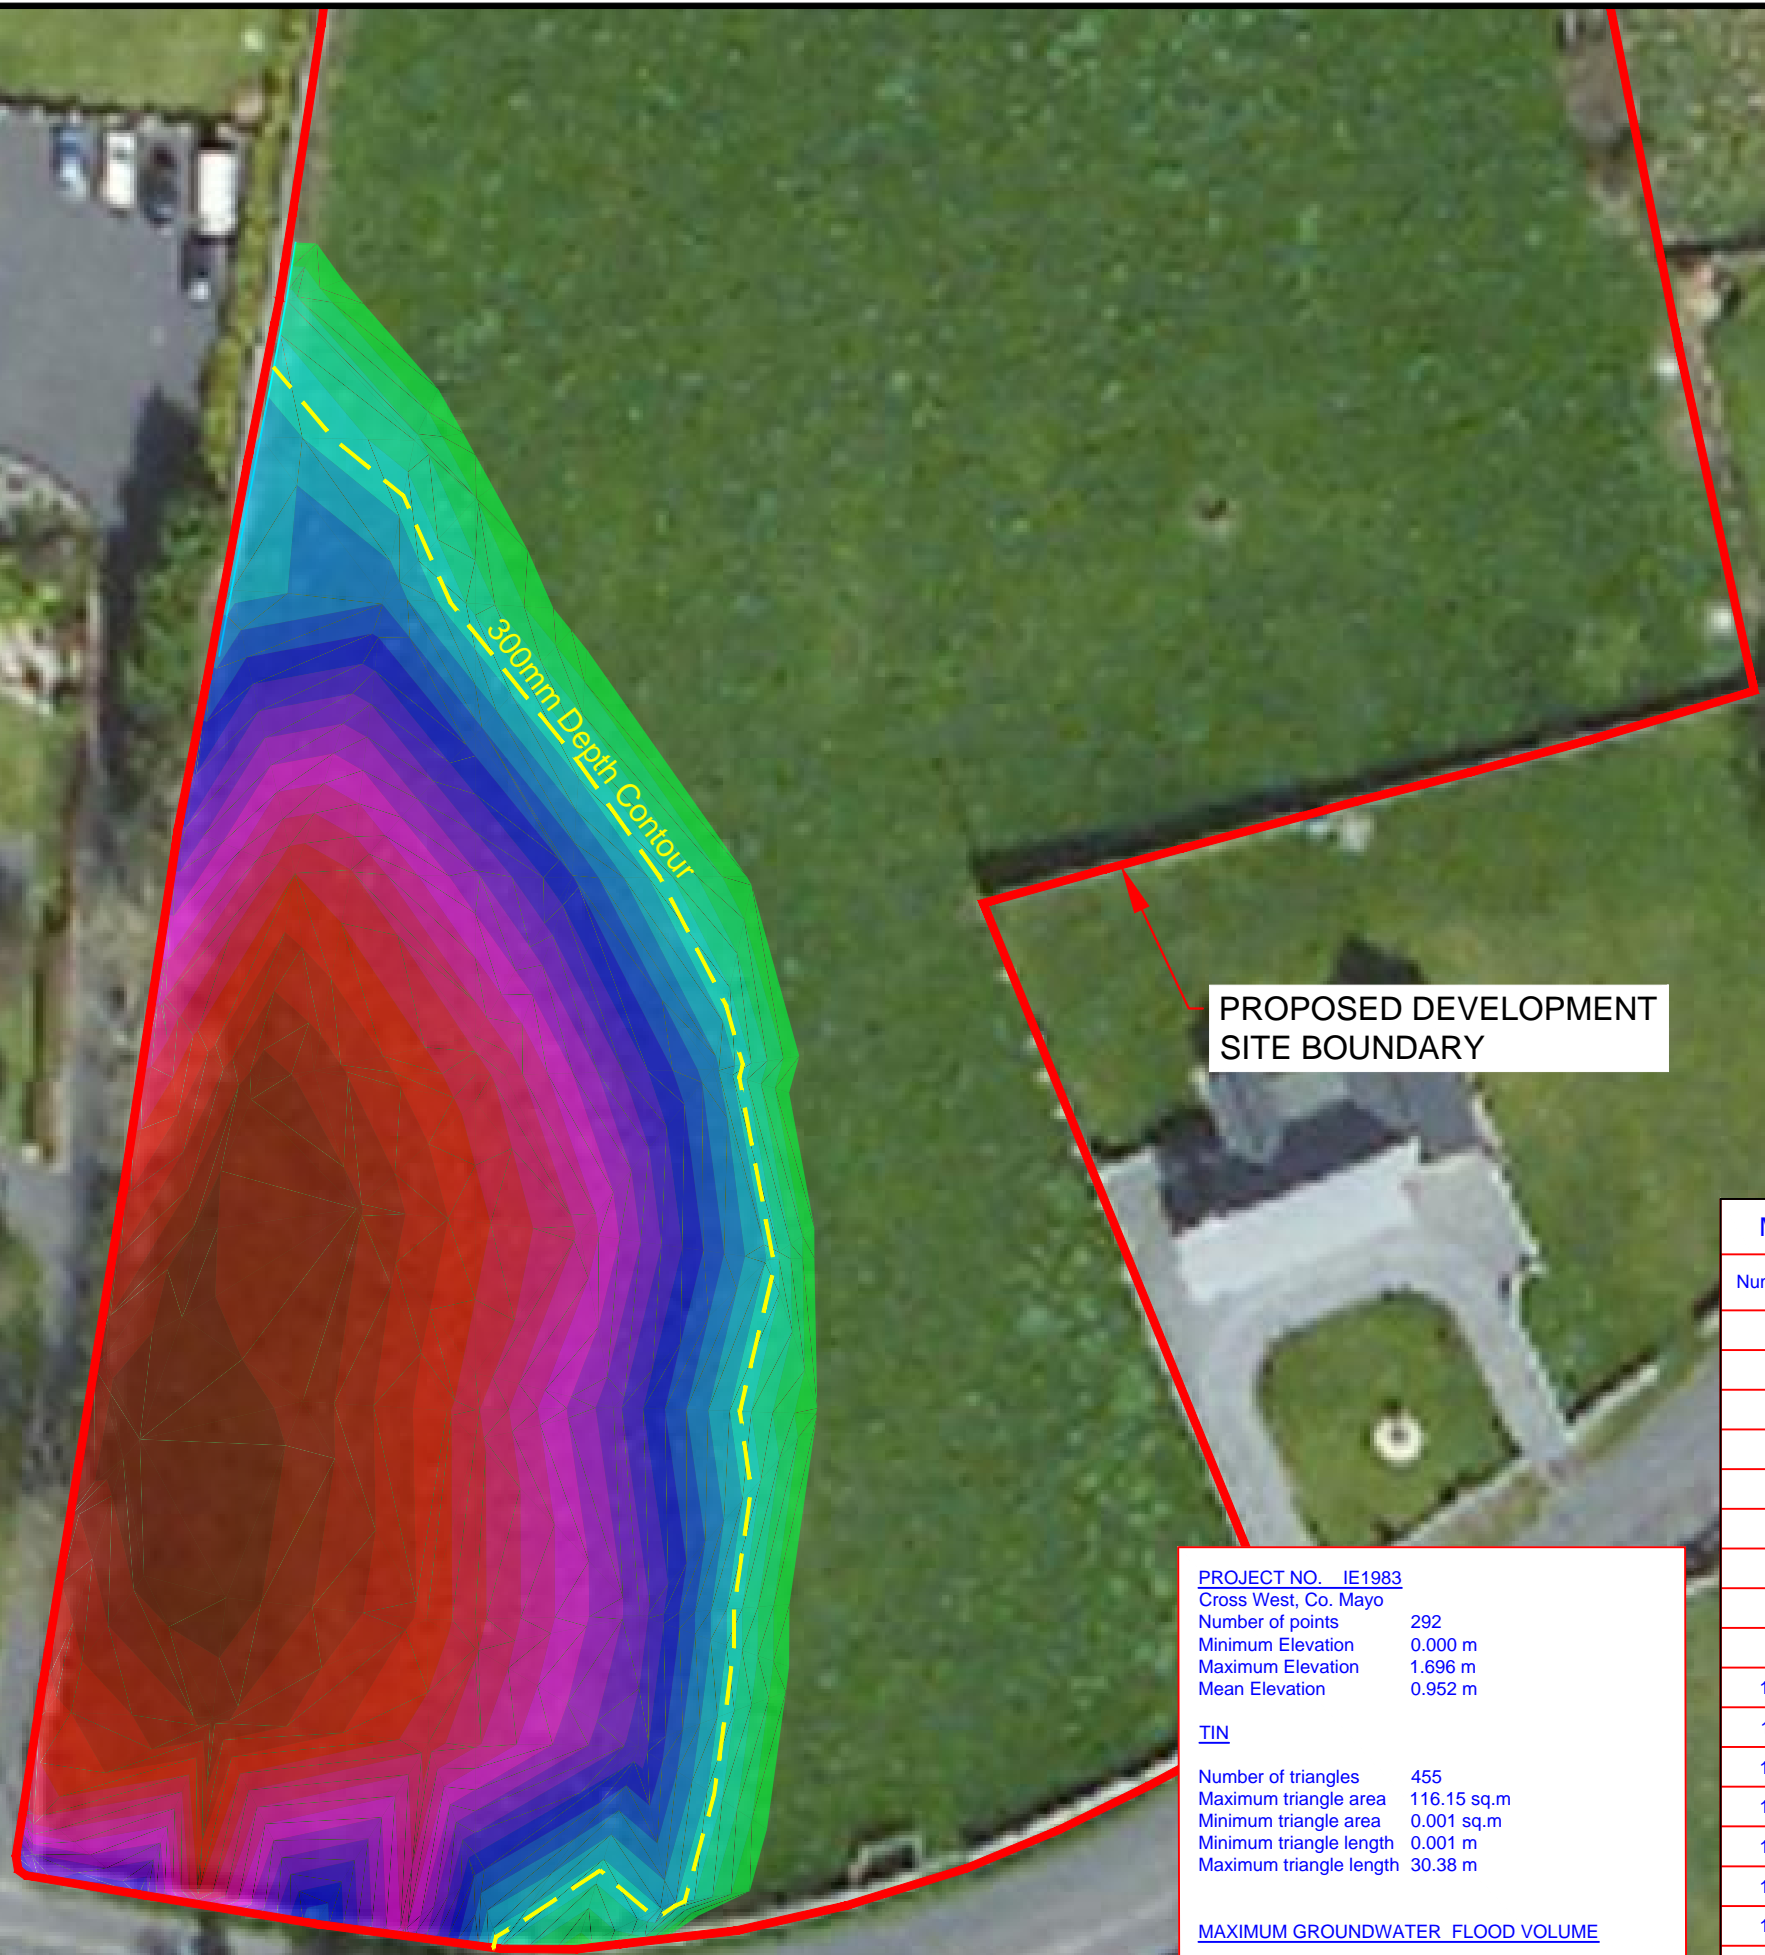 300mm Depth Contour
PROPOSED DEVELOPMENT
SITE BOUNDARY
PROJECT NO. IE1983
Cross West, Co. Mayo
Number of points 292
Minimum Elevation 0.000 m
Maximum Elevation 1.696 m
Mean Elevation 0.952 m
TIN
Number of triangles 455
Maximum triangle area 116.15 sq.m
Minimum triangle area 0.001 sq.m
Minimum triangle length 0.001 m
Maximum triangle length 30.38 m
MAXIMUM GROUNDWATER FLOOD VOLUME